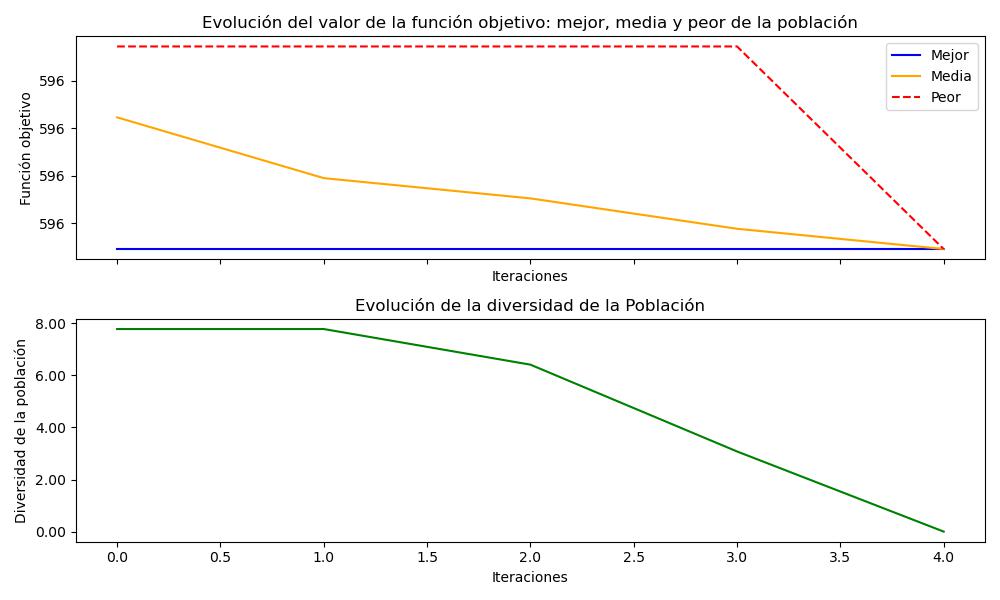 Evolución del valor de la función objetivo: mejor, media y peor de la población
Función objetivo
596
596
596
596
Mejor
Media
Peor
Iteraciones
Evolución de la diversidad de la Población
Diversidad de la población
8.00
6.00
4.00
2.00
0.00
0.0 0.5 1.0 1.5 2.0 2.5 3.0 3.5 4.0
Iteraciones